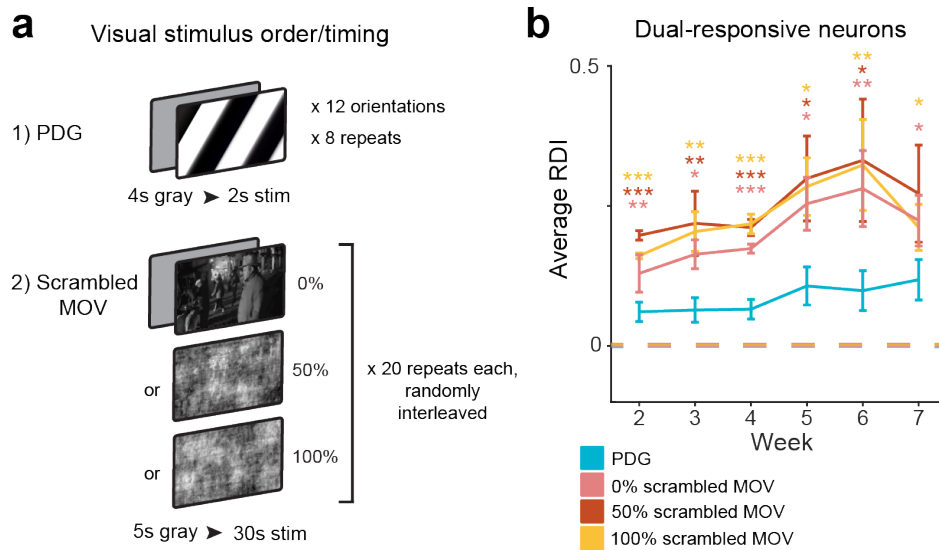 a
Visual stimulus order/timing
1) PDG
x 12 orientations
x 8 repeats
4s gray ➤ 2s stim
2) Scrambled
MOV
0%
or
50%
or
100%
x 20 repeats each,
randomly
interleaved
5s gray ➤ 30s stim
b
Dual-responsive neurons
Average RDI
0.5
0
***
***
**
**
**
*
***
***
***
*
*
*
**
*
**
*
*
2 3 4 5 6 7
Week
PDG
0% scrambled MOV
50% scrambled MOV
100% scrambled MOV